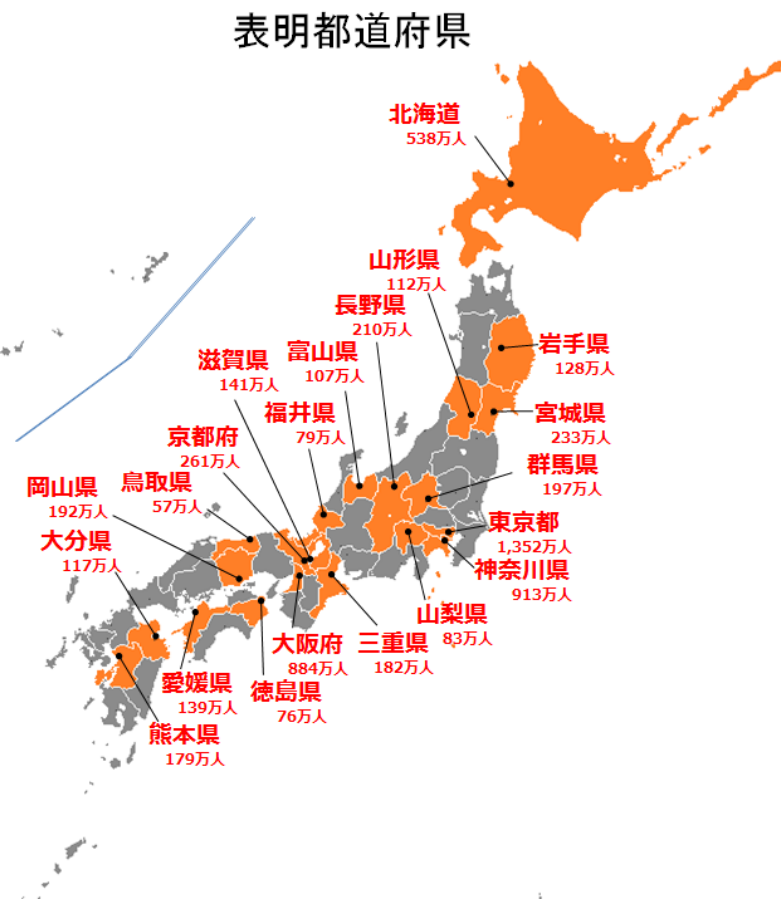 表明都道府県
北海道
538万人
山形県
112万人
長野県
210万人
岩手県
128万人
富山県
107万人
滋賀県
141万人
福井県
79万人
宮城県
233万人
京都府
261万人
群馬県
197万人
鳥取県
57万人
岡山県
192万人
東京都
1,352万人
大分県
117万人
神奈川県
913万人
山梨県
83万人
大阪府
884万人
三重県
182万人
愛媛県
139万人
徳島県
76万人
熊本県
179万人